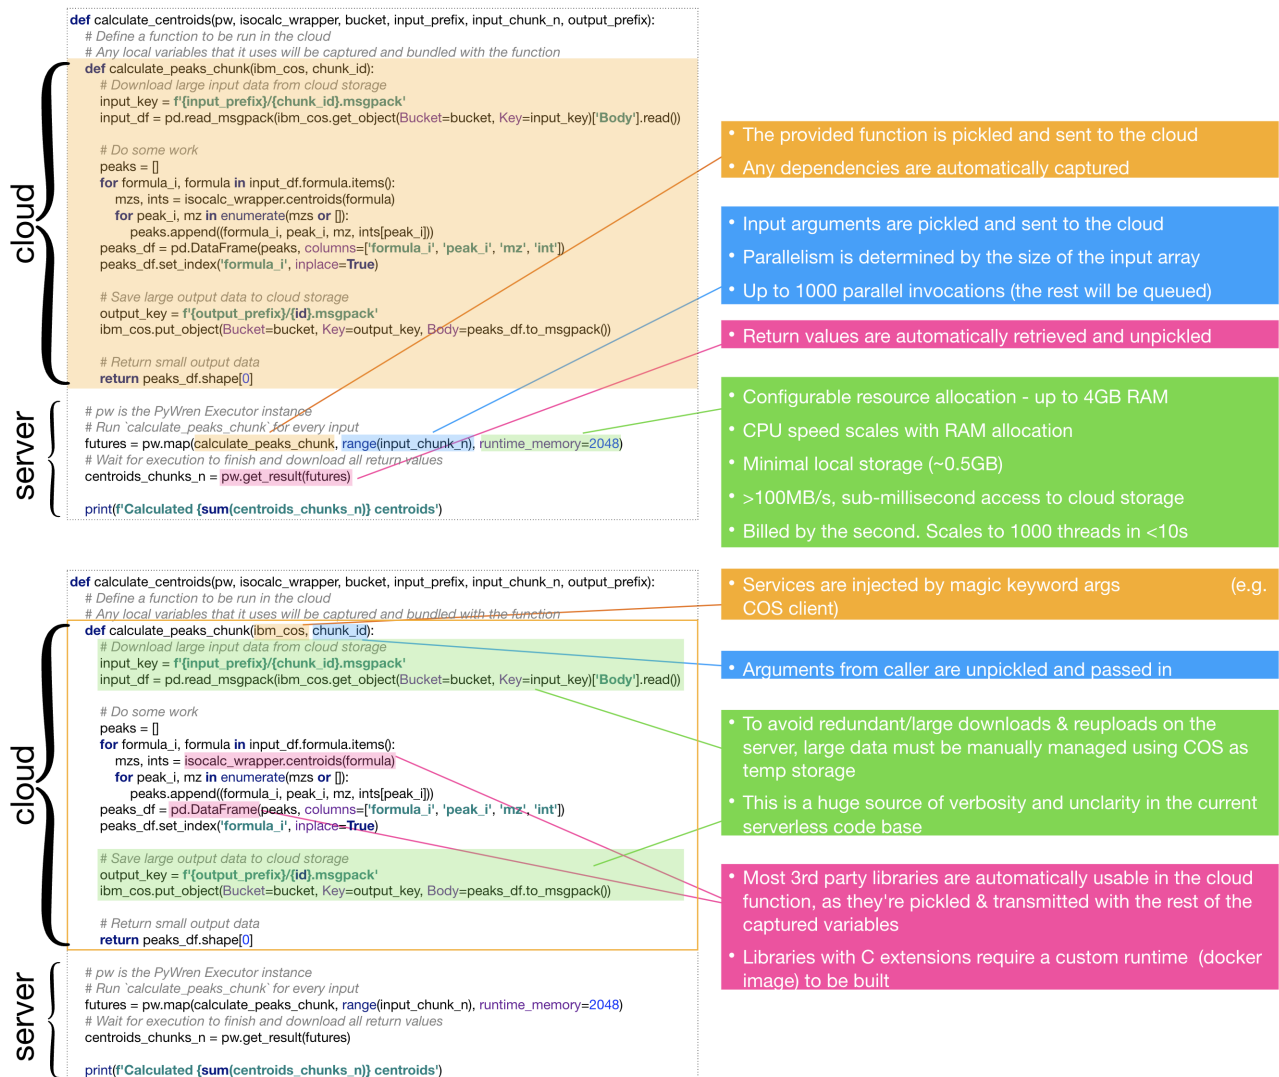 def calculate_centroids(pw, isocalc_wrapper, bucket, input_prefix, input_chunk_n, output_prefix):
# Define a function to be run in the cloud
# Any local variables that it uses will be captured and bundled with the function
cloud
def calculate_peaks_chunk(ibm_cos, chunk_id):
# Download large input data from cloud storage
input_key = f'{input_prefix}/{chunk_id}.msgpack'
input_df = pd.read_msgpack(ibm_cos.get_object(Bucket=bucket, Key=input_key)['Body'].read())
# Do some work
peaks = []
for formula_i, formula in input_df.formula.items():
mzs, ints = isocalc_wrapper.centroids(formula)
for peak_i, mz in enumerate(mzs or []):
peaks.append((formula_i, peak_i, mz, ints[peak_i]))
peaks_df = pd.DataFrame(peaks, columns=['formula_i', 'peak_i', 'mz', 'int'])
peaks_df.set_index('formula_i', inplace=True)
# Save large output data to cloud storage
output_key = f'{output_prefix}/{id}.msgpack'
ibm_cos.put_object(Bucket=bucket, Key=output_key, Body=peaks_df.to_msgpack())
# Return small output data
return peaks_df.shape[0]
server
# pw is the PyWren Executor instance
# Run `calculate_peaks_chunk` for every input
futures = pw.map(calculate_peaks_chunk, range(input_chunk_n), runtime_memory=2048)
# Wait for execution to finish and download all return values
centroids_chunks_n = pw.get_result(futures)
print(f'Calculated {sum(centroids_chunks_n)} centroids')
• The provided function is pickled and sent to the cloud
• Any dependencies are automatically captured
• Input arguments are pickled and sent to the cloud
• Parallelism is determined by the size of the input array
• Up to 1000 parallel invocations (the rest will be queued)
• Return values are automatically retrieved and unpickled
• Configurable resource allocation - up to 4GB RAM
• CPU speed scales with RAM allocation
• Minimal local storage (~0.5GB)
• >100MB/s, sub-millisecond access to cloud storage
• Billed by the second. Scales to 1000 threads in <10s
def calculate_centroids(pw, isocalc_wrapper, bucket, input_prefix, input_chunk_n, output_prefix):
# Define a function to be run in the cloud
# Any local variables that it uses will be captured and bundled with the function
cloud
def calculate_peaks_chunk(ibm_cos, chunk_id):
# Download large input data from cloud storage
input_key = f'{input_prefix}/{chunk_id}.msgpack'
input_df = pd.read_msgpack(ibm_cos.get_object(Bucket=bucket, Key=input_key)['Body'].read())
# Do some work
peaks = []
for formula_i, formula in input_df.formula.items():
mzs, ints = isocalc_wrapper.centroids(formula)
for peak_i, mz in enumerate(mzs or []):
peaks.append((formula_i, peak_i, mz, ints[peak_i]))
peaks_df = pd.DataFrame(peaks, columns=['formula_i', 'peak_i', 'mz', 'int'])
peaks_df.set_index('formula_i', inplace=True)
# Save large output data to cloud storage
output_key = f'{output_prefix}/{id}.msgpack'
ibm_cos.put_object(Bucket=bucket, Key=output_key, Body=peaks_df.to_msgpack())
# Return small output data
return peaks_df.shape[0]
server
# pw is the PyWren Executor instance
# Run `calculate_peaks_chunk` for every input
futures = pw.map(calculate_peaks_chunk, range(input_chunk_n), runtime_memory=2048)
# Wait for execution to finish and download all return values
centroids_chunks_n = pw.get_result(futures)
print(f'Calculated {sum(centroids_chunks_n)} centroids')
• Services are injected by magic keyword args (e.g.
COS client)
• Arguments from caller are unpickled and passed in
• To avoid redundant/large downloads & reuploads on the
server, large data must be manually managed using COS as
temp storage
• This is a huge source of verbosity and unclarity in the current
serverless code base
• Most 3rd party libraries are automatically usable in the cloud
function, as they're pickled & transmitted with the rest of the
captured variables
• Libraries with C extensions require a custom runtime (docker
image) to be built